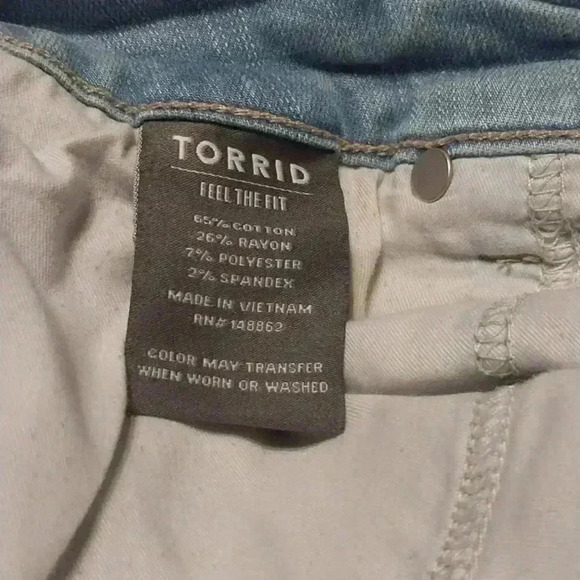 TORRID
FEEL THE FIT
65% COTTON
26% RAYON
7% POLYESTER
2% SPANDEX
MADE IN VIETNAM
RN# 148862
COLOR MAY TRANSFER
WHEN WORN OR WASHED